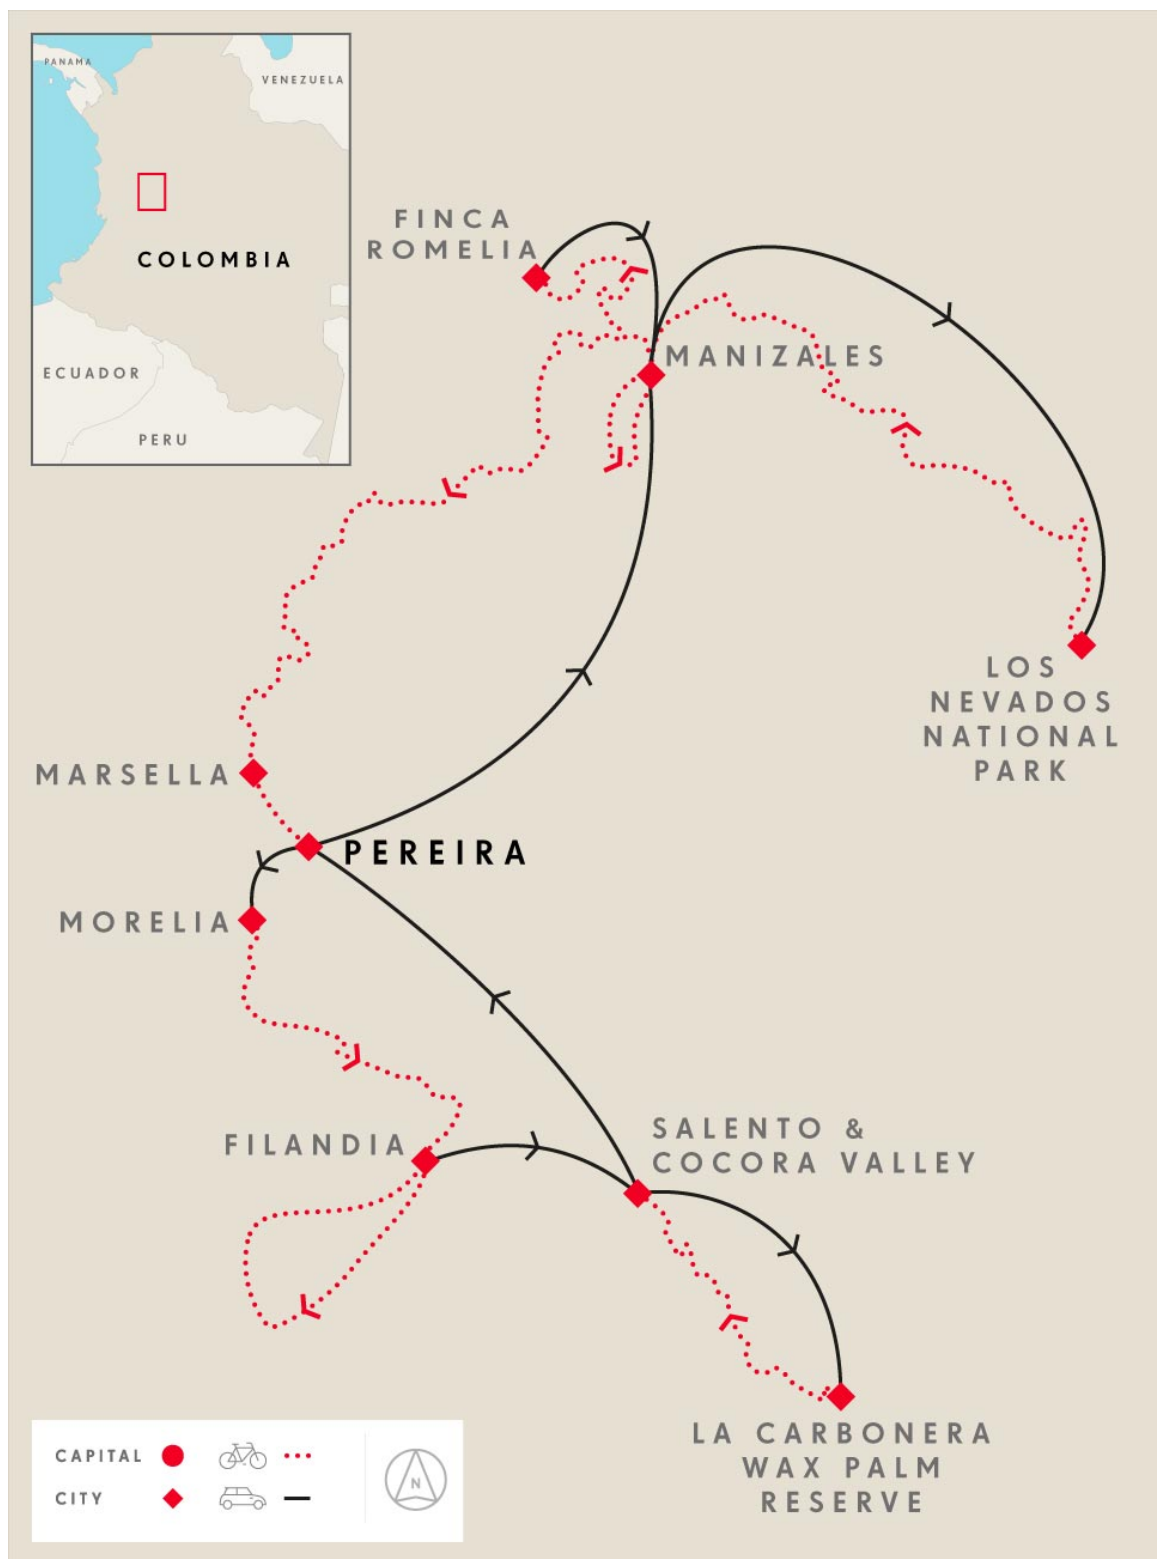 PANAMA
VENEZUELA
COLOMBIA
ECUADOR
PERU
FINCA
ROMELIA
MANIZALES
LOS
NEVADOS
NATIONAL
PARK
MARSELLA
PEREIRA
MORELIA
FILANDIA
SALENTO &
COCORA VALLEY
LA CARBONERA
WAX PALM
RESERVE
CAPITAL
CITY
N